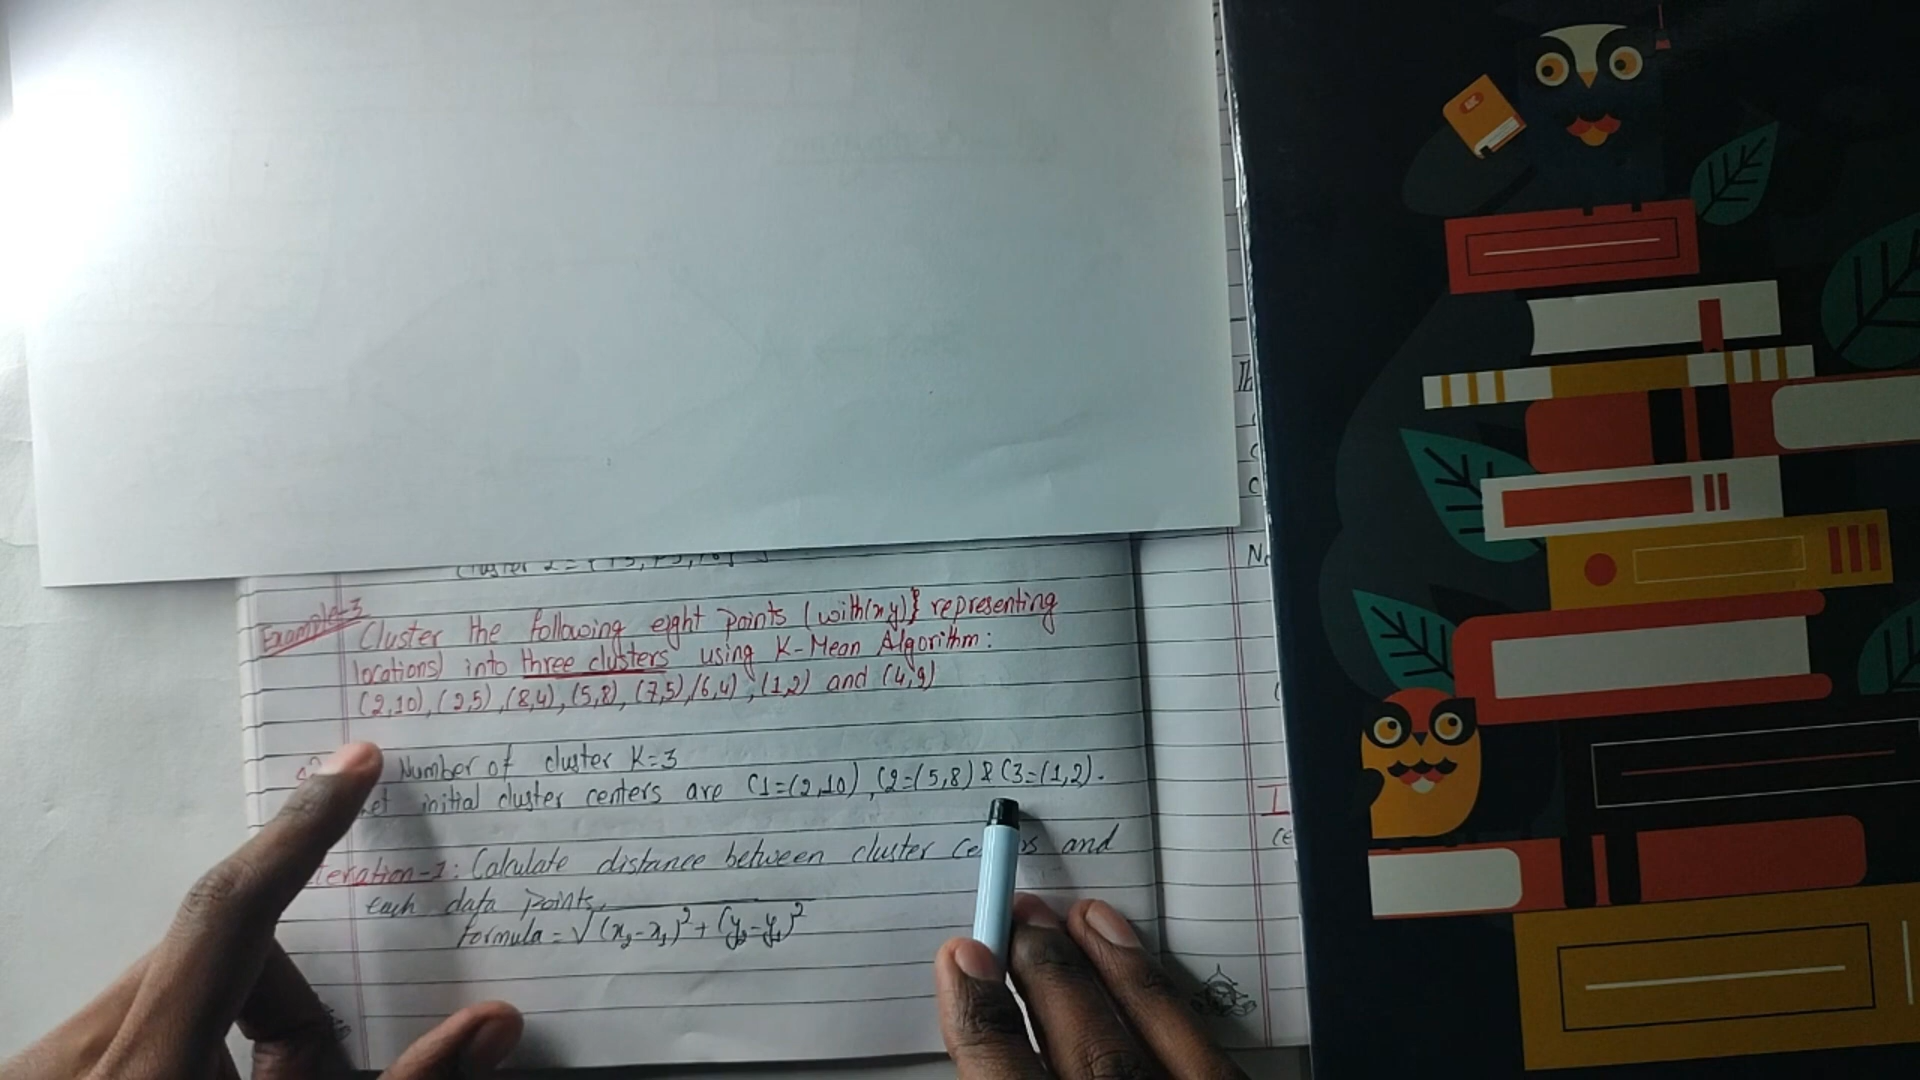 Example-3
Cluster the following eight points (with(x,y)} representing
locations) into three clusters using K-Mean Algorithm:
(2,10), (2,5), (8,4), (5,8), (7,5), (6,4), (1,2) and (4,9)
Number of cluster K=3
initial cluster centers are C1=(2,10), C2=(5,8) & C3=(1,2).
Iteration-1: Calculate distance between cluster and
each data points.
formula = √(x₂-x₁)²+(y₂-y₁)²